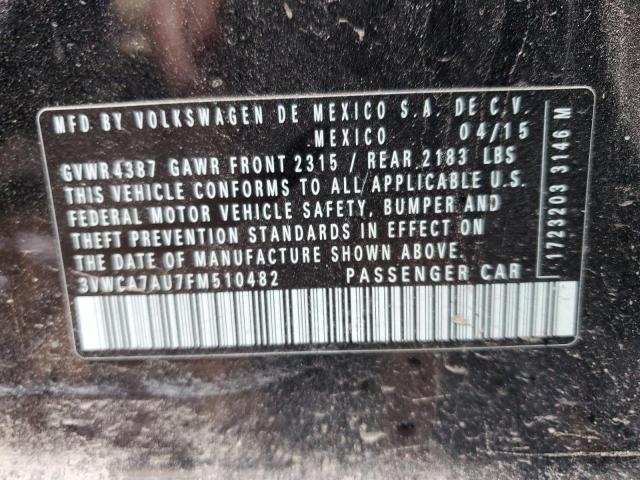 MFD BY VOLKSWAGEN DE MEXICO S.A. DE C.V.
MEXICO 04/15
GVWR 4387 GAWR FRONT 2315 / REAR 2183 LBS
THIS VEHICLE CONFORMS TO ALL APPLICABLE U.S.
FEDERAL MOTOR VEHICLE SAFETY, BUMPER AND
THEFT PREVENTION STANDARDS IN EFFECT ON
THE DATE OF MANUFACTURE SHOWN ABOVE.
3VWCA7AU7FM510482 PASSENGER CAR
1723203 3146 M